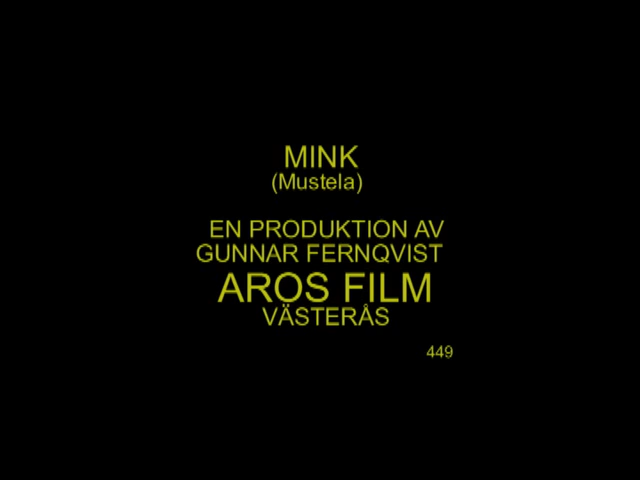 MINK
(Mustela)
EN PRODUKTION AV
GUNNAR FERNQVIST
AROS FILM
VÄSTERÅS
449